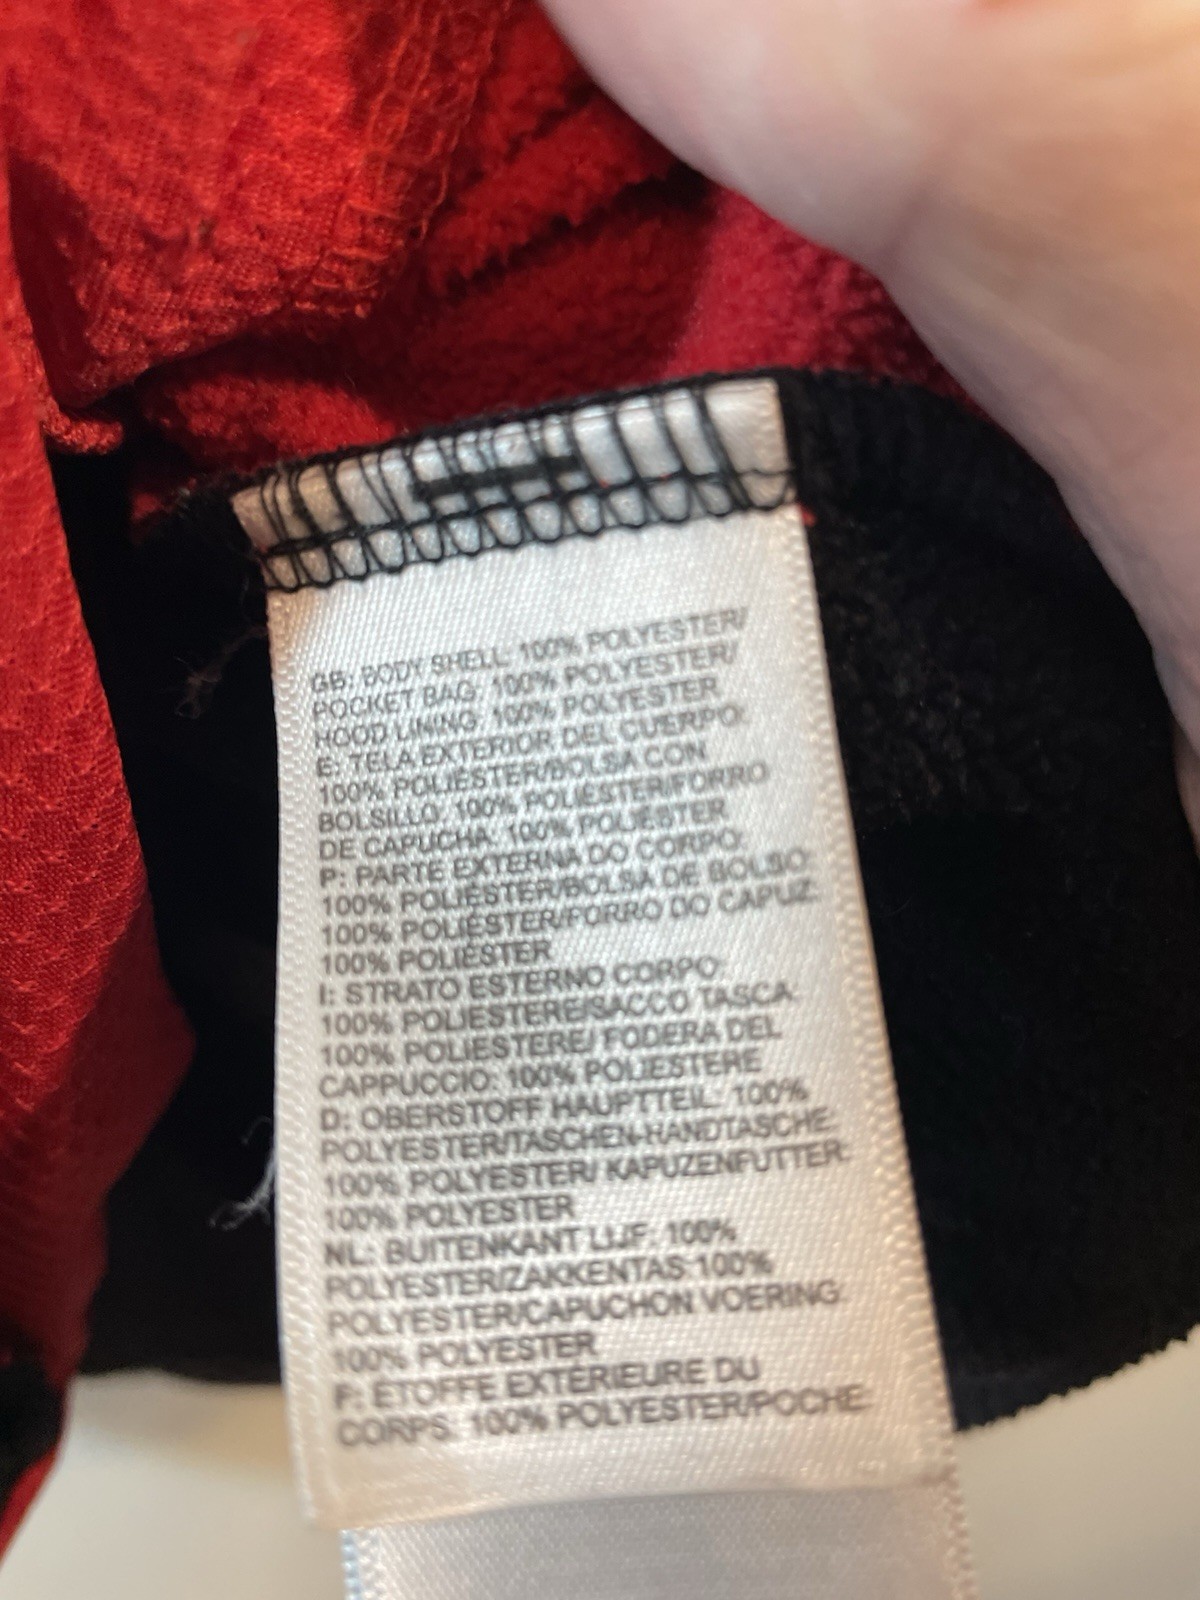 GB: BODY SHELL: 100% POLYESTER/
POCKET BAG: 100% POLYESTER/
HOOD LINING: 100% POLYESTER
E: TELA EXTERIOR DEL CUERPO:
100% POLIÉSTER/BOLSA CON
BOLSILLO: 100% POLIÉSTER/FORRO
DE CAPUCHA: 100% POLIÉSTER
P: PARTE EXTERNA DO CORPO:
100% POLIÉSTER/BOLSA DE BOLSO:
100% POLIÉSTER/FORRO DO CAPUZ:
100% POLIÉSTER
I: STRATO ESTERNO CORPO:
100% POLIESTERE/SACCO TASCA:
100% POLIESTERE/ FODERA DEL
CAPPUCCIO: 100% POLIESTERE
D: OBERSTOFF HAUPTTEIL: 100%
POLYESTER/TASCHEN-HANDTASCHE:
100% POLYESTER/ KAPUZENFUTTER:
100% POLYESTER
NL: BUITENKANT LIJF: 100%
POLYESTER/ZAKKENTAS:100%
POLYESTER/CAPUCHON VOERING:
100% POLYESTER
F: ÉTOFFE EXTÉRIEURE DU
CORPS: 100% POLYESTER/POCHE: